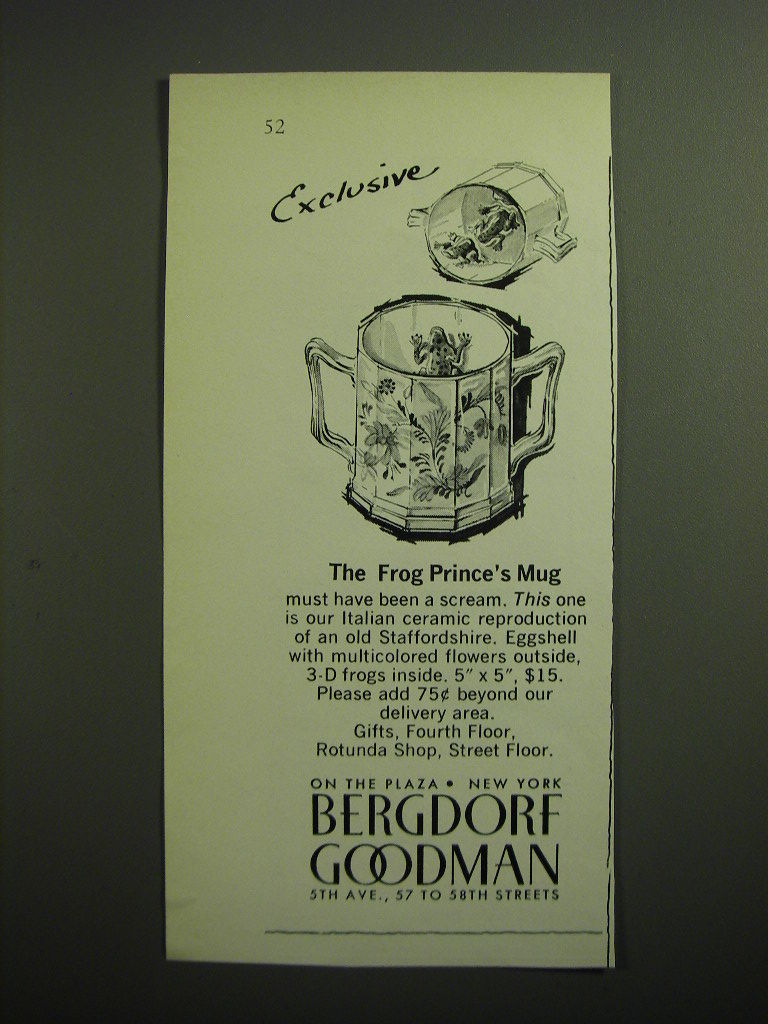 52
Exclusive
The Frog Prince's Mug
must have been a scream. This one
is our Italian ceramic reproduction
of an old Staffordshire. Eggshell
with multicolored flowers outside,
3-D frogs inside. 5" x 5", $15.
Please add 75¢ beyond our
delivery area.
Gifts, Fourth Floor,
Rotunda Shop, Street Floor.
ON THE PLAZA • NEW YORK
BERGDORF
GOODMAN
5TH AVE., 57 TO 58TH STREETS